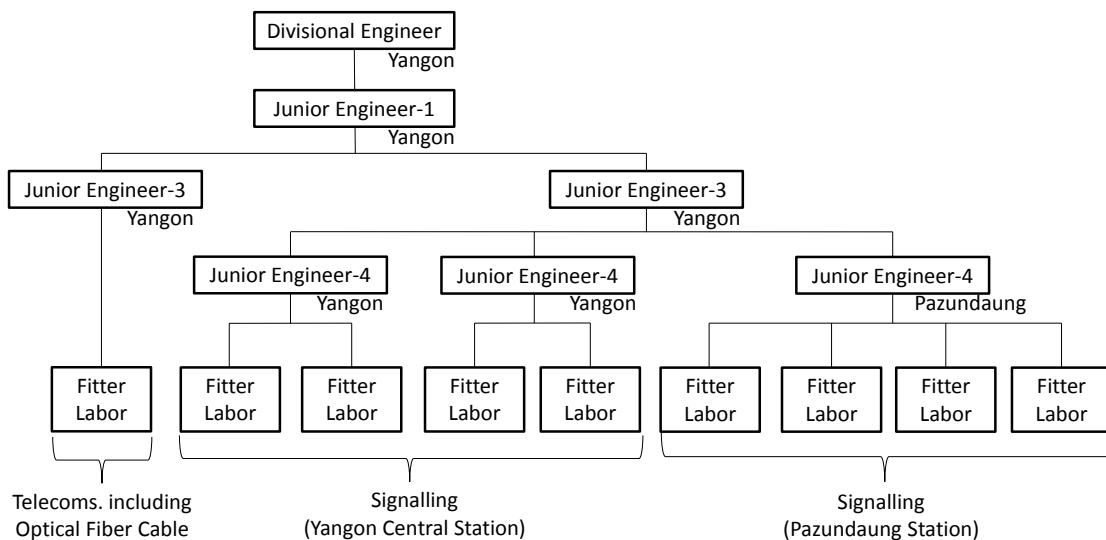 Divisional Engineer
Yangon
Junior Engineer-1
Yangon
Junior Engineer-3
Yangon
Junior Engineer-3
Yangon
Junior Engineer-4
Yangon
Junior Engineer-4
Yangon
Junior Engineer-4
Pazundaung
Fitter
Labor
Fitter
Labor
Fitter
Labor
Fitter
Labor
Fitter
Labor
Fitter
Labor
Fitter
Labor
Fitter
Labor
Fitter
Labor
Telecoms. including
Optical Fiber Cable
Signalling
(Yangon Central Station)
Signalling
(Pazundaung Station)